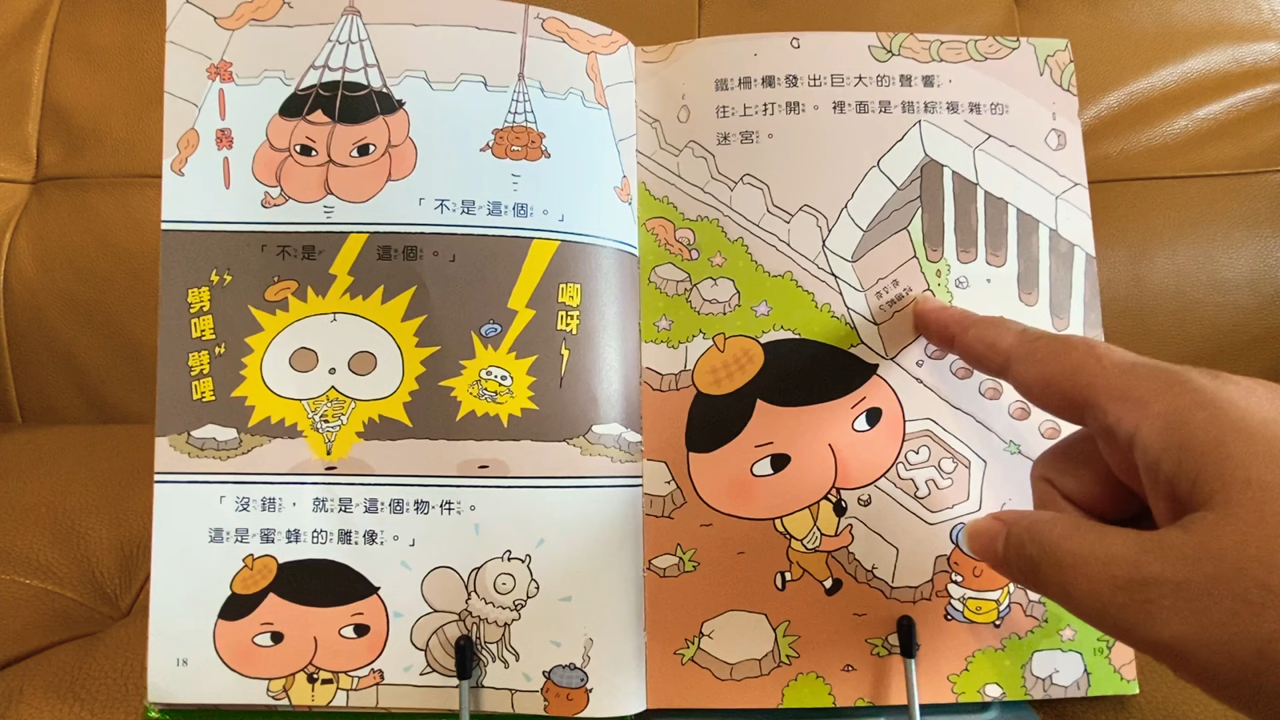 搖
晃
「不是這個。」
「不是 這個。」
劈
哩
劈
哩
「沒錯，就是這個物件。
這是蜜蜂的雕像。」
18
鐵柵欄發出巨大的聲響，
往上打開。裡面是錯綜複雜的
迷宮。
19